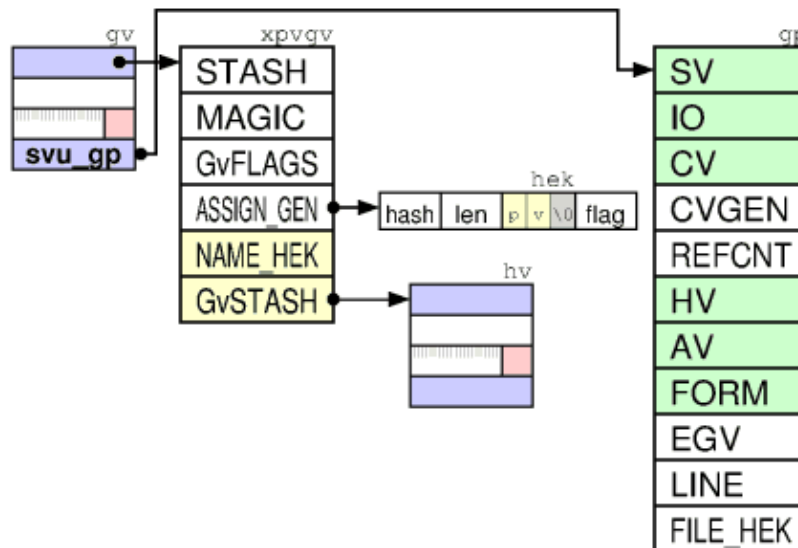 gv
svu_gp
xpvgv
STASH
MAGIC
GvFLAGS
ASSIGN_GEN
NAME_HEK
GvSTASH
hek
hash len p v \0 flag
hv
gp
SV
IO
CV
CVGEN
REFCNT
HV
AV
FORM
EGV
LINE
FILE_HEK